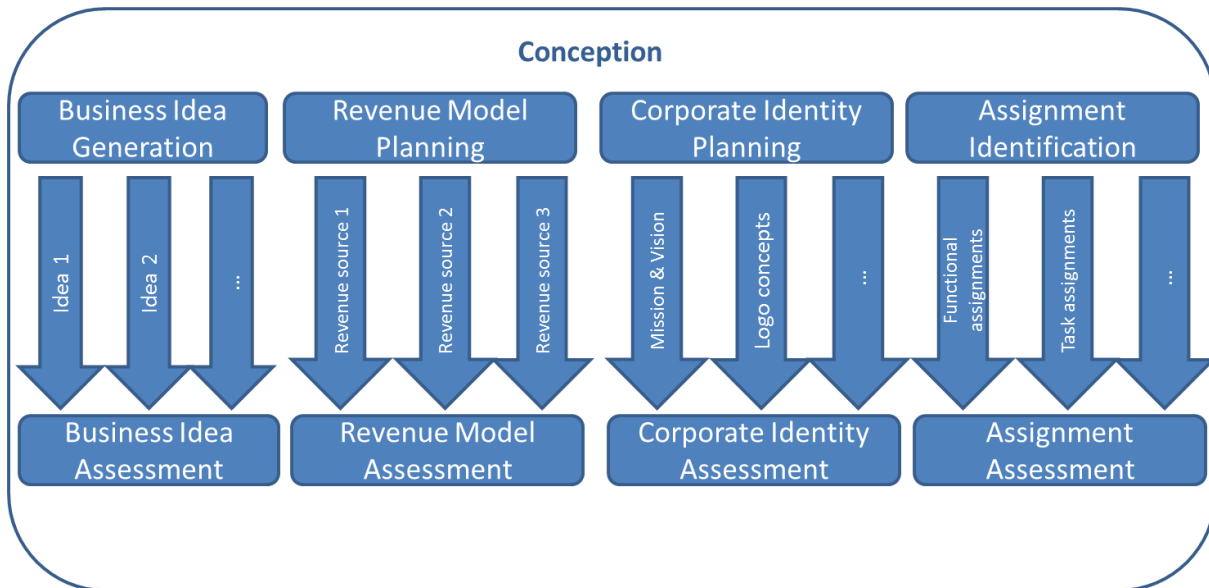 Conception
Business Idea
Generation
Revenue Model
Planning
Corporate Identity
Planning
Assignment
Identification
Idea 1
Idea 2
...
Revenue source 1
Revenue source 2
Revenue source 3
Mission & Vision
Logo concepts
...
Functional
assignments
Task assignments
...
Business Idea
Assessment
Revenue Model
Assessment
Corporate Identity
Assessment
Assignment
Assessment